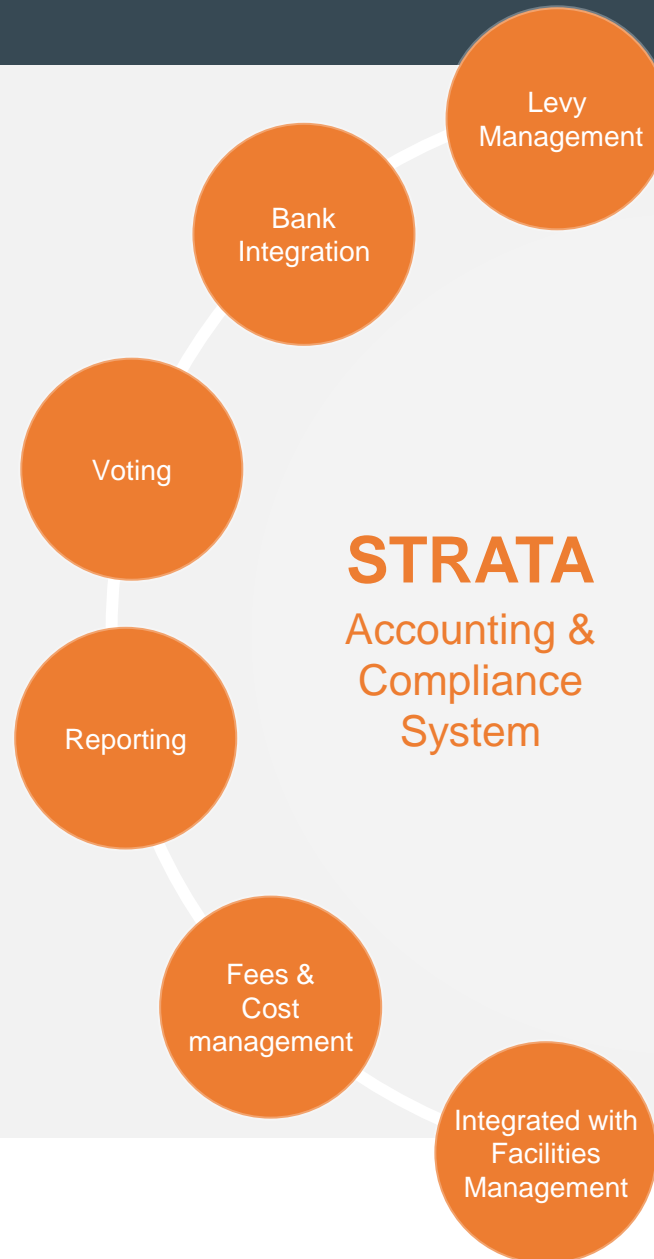 Levy
Management
Bank
Integration
Voting
STRATA
Accounting &
Compliance
System
Reporting
Fees &
Cost
management
Integrated with
Facilities
Management